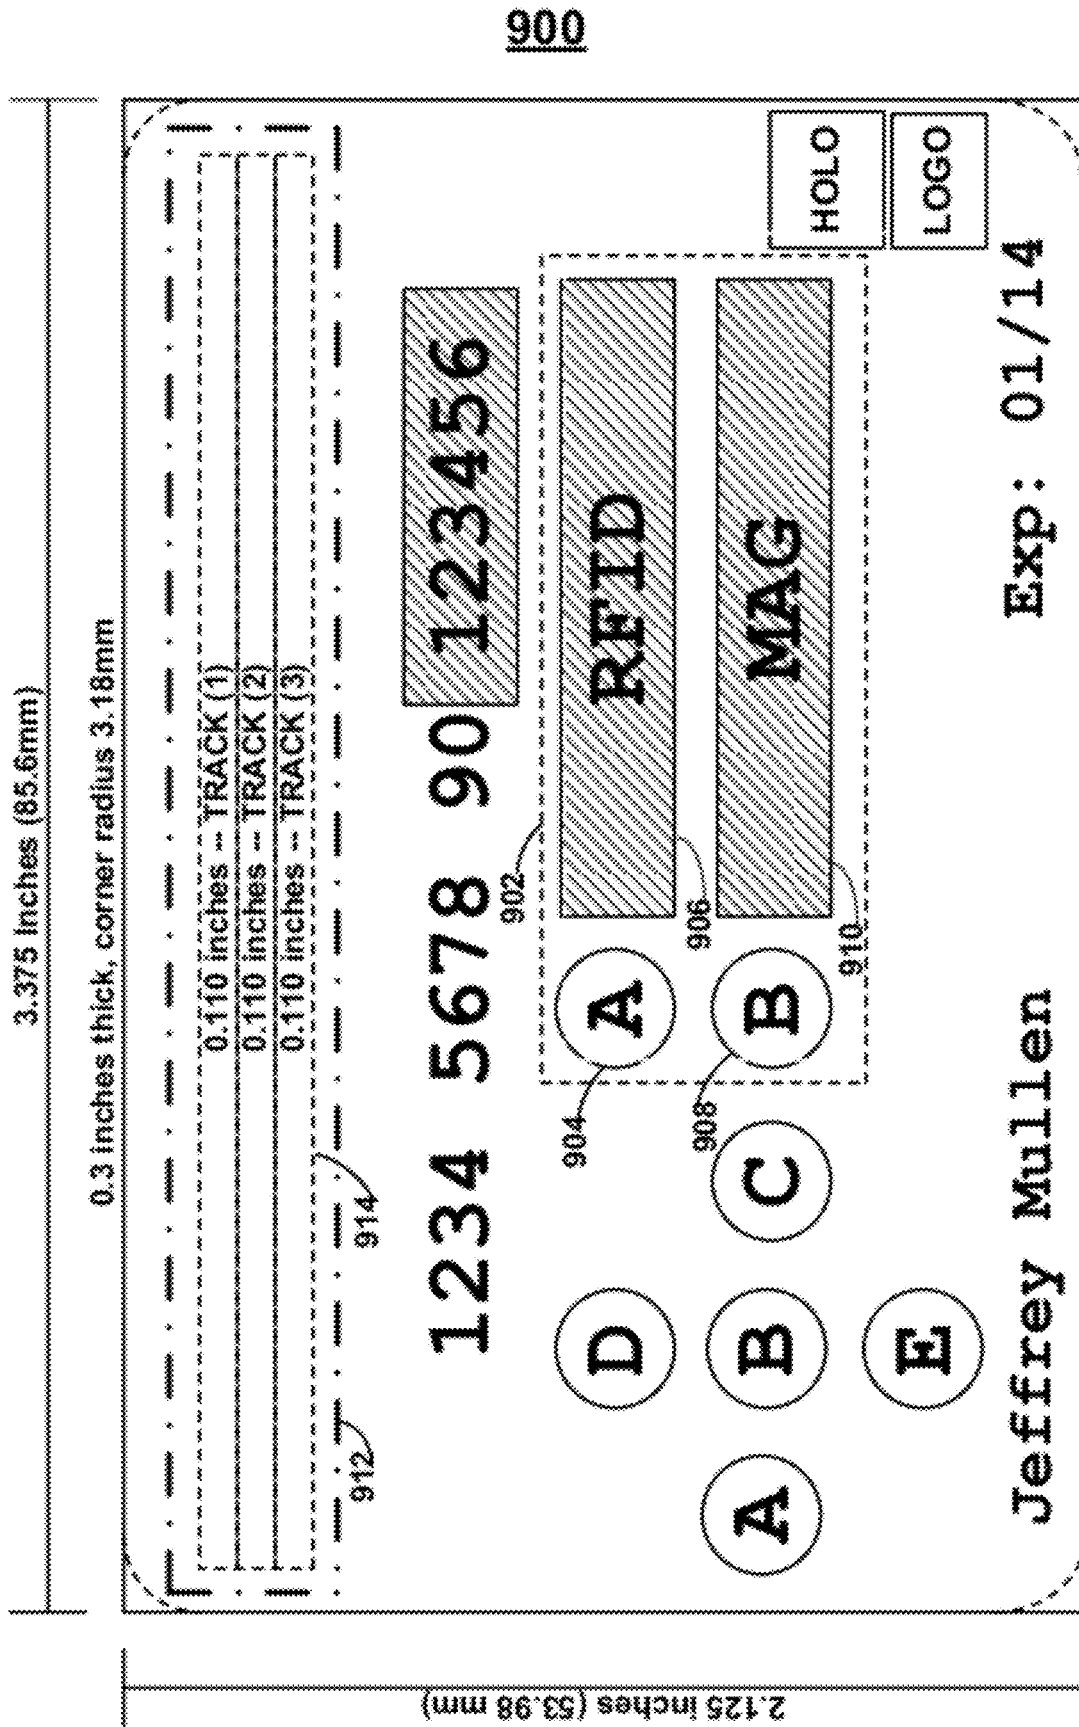 900
3.375 Inches (85.6mm)
0.3 inches thick, corner radius 3.18mm
0.110 inches -- TRACK (1)
0.110 inches -- TRACK (2)
0.110 inches -- TRACK (3)
914
912
1234 5678 90 123456
902
904
A
RFID
906
908
B
MAG
910
D
A
B
C
E
HOLO
LOGO
Jeffrey Mullen
Exp: 01/14
2.125 inches (53.98 mm)